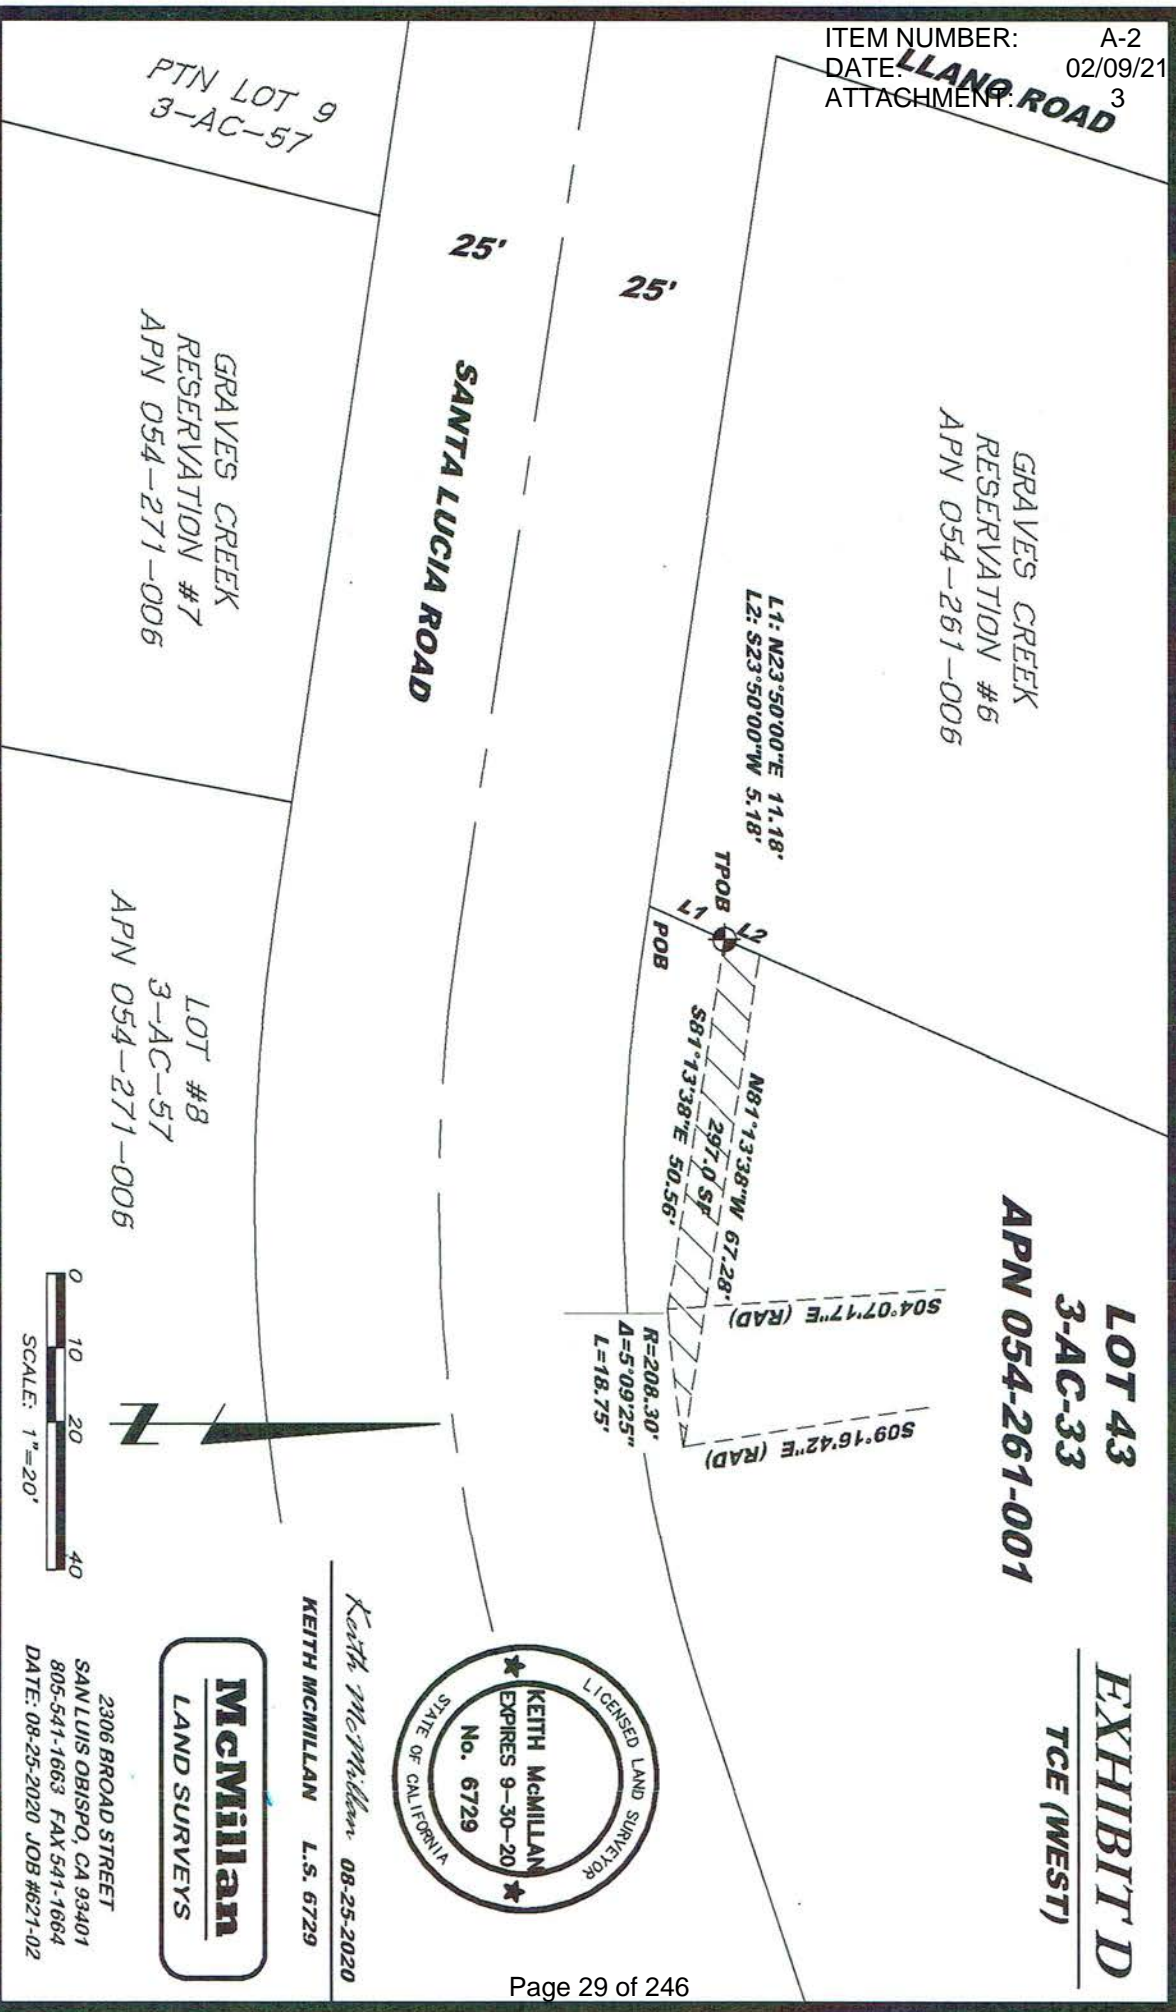 ITEM NUMBER: A-2
DATE: 02/09/21
ATTACHMENT: 3
LLANO ROAD
EXHIBIT D
TCE (WEST)
LOT 43
3-AC-33
APN 054-261-001
GRAVES CREEK
RESERVATION #6
APN 054-261-006
L1: N23°50'00"E 11.18'
L2: S23°50'00"W 5.18'
TPOB
L1
L2
POB
N81°13'38"W 67.28'
297.0 SF
S81°13'38"E 50.56'
S04°07'17"E (RAD)
S09°16'42"E (RAD)
R=208.30'
Δ=5°09'25"
L=18.75'
25'
25'
SANTA LUCIA ROAD
PTN LOT 9
3-AC-57
GRAVES CREEK
RESERVATION #7
APN 054-271-006
LOT #8
3-AC-57
APN 054-271-006
0 10 20 40
SCALE: 1"=20'
N
LICENSED LAND SURVEYOR
KEITH McMILLAN
EXPIRES 9-30-20
No. 6729
STATE OF CALIFORNIA
Keith McMillan 08-25-2020
KEITH MCMILLAN L.S. 6729
McMillan
LAND SURVEYS
2306 BROAD STREET
SAN LUIS OBISPO, CA 93401
805-541-1663 FAX 541-1664
DATE: 08-25-2020 JOB #621-02
Page 29 of 246